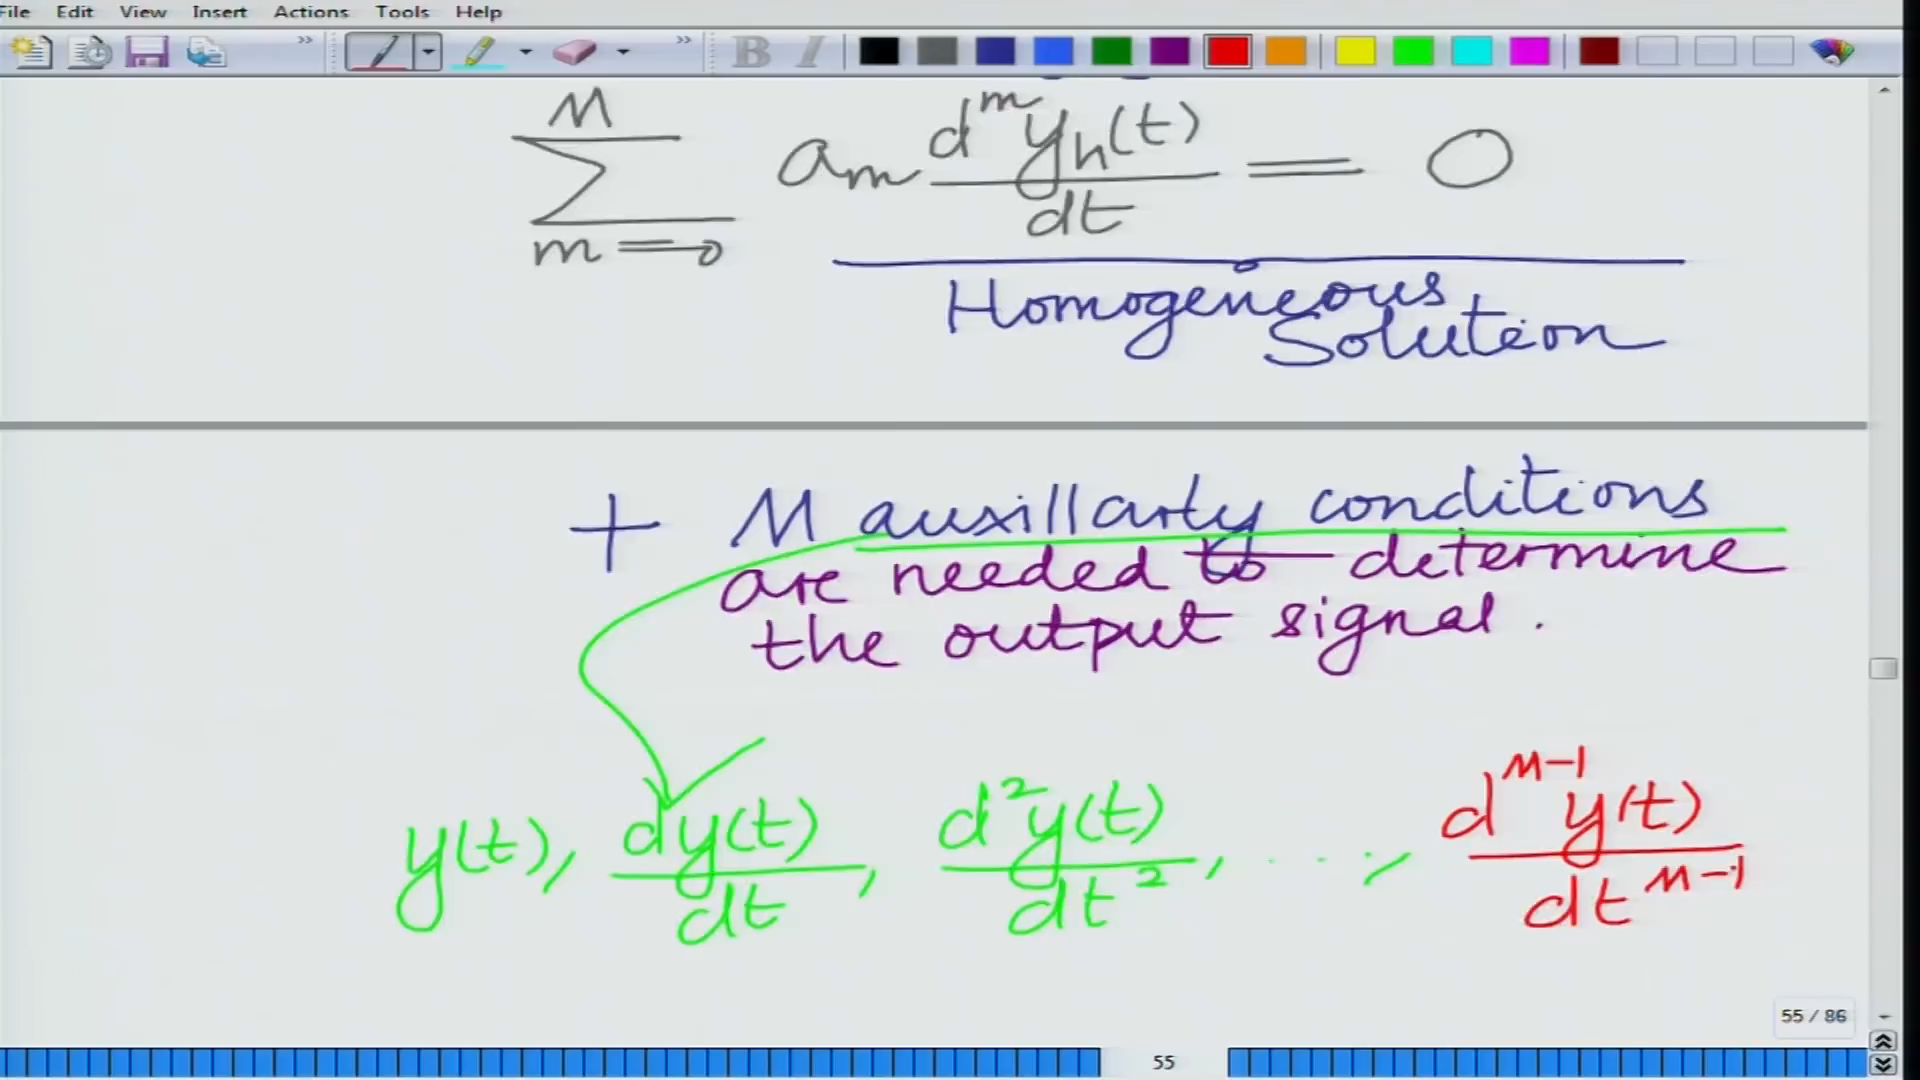 File Edit View Insert Actions Tools Help
B I
M
∑ a_m d^m y_h(t) / dt = 0
m = 0
Homogeneous
Solution
+ M auxillarty conditions
are needed to determine
the output signal.
y(t), dy(t)/dt, d²y(t)/dt², ..., d^{M-1}y(t)/dt^{M-1}
55 / 86
55